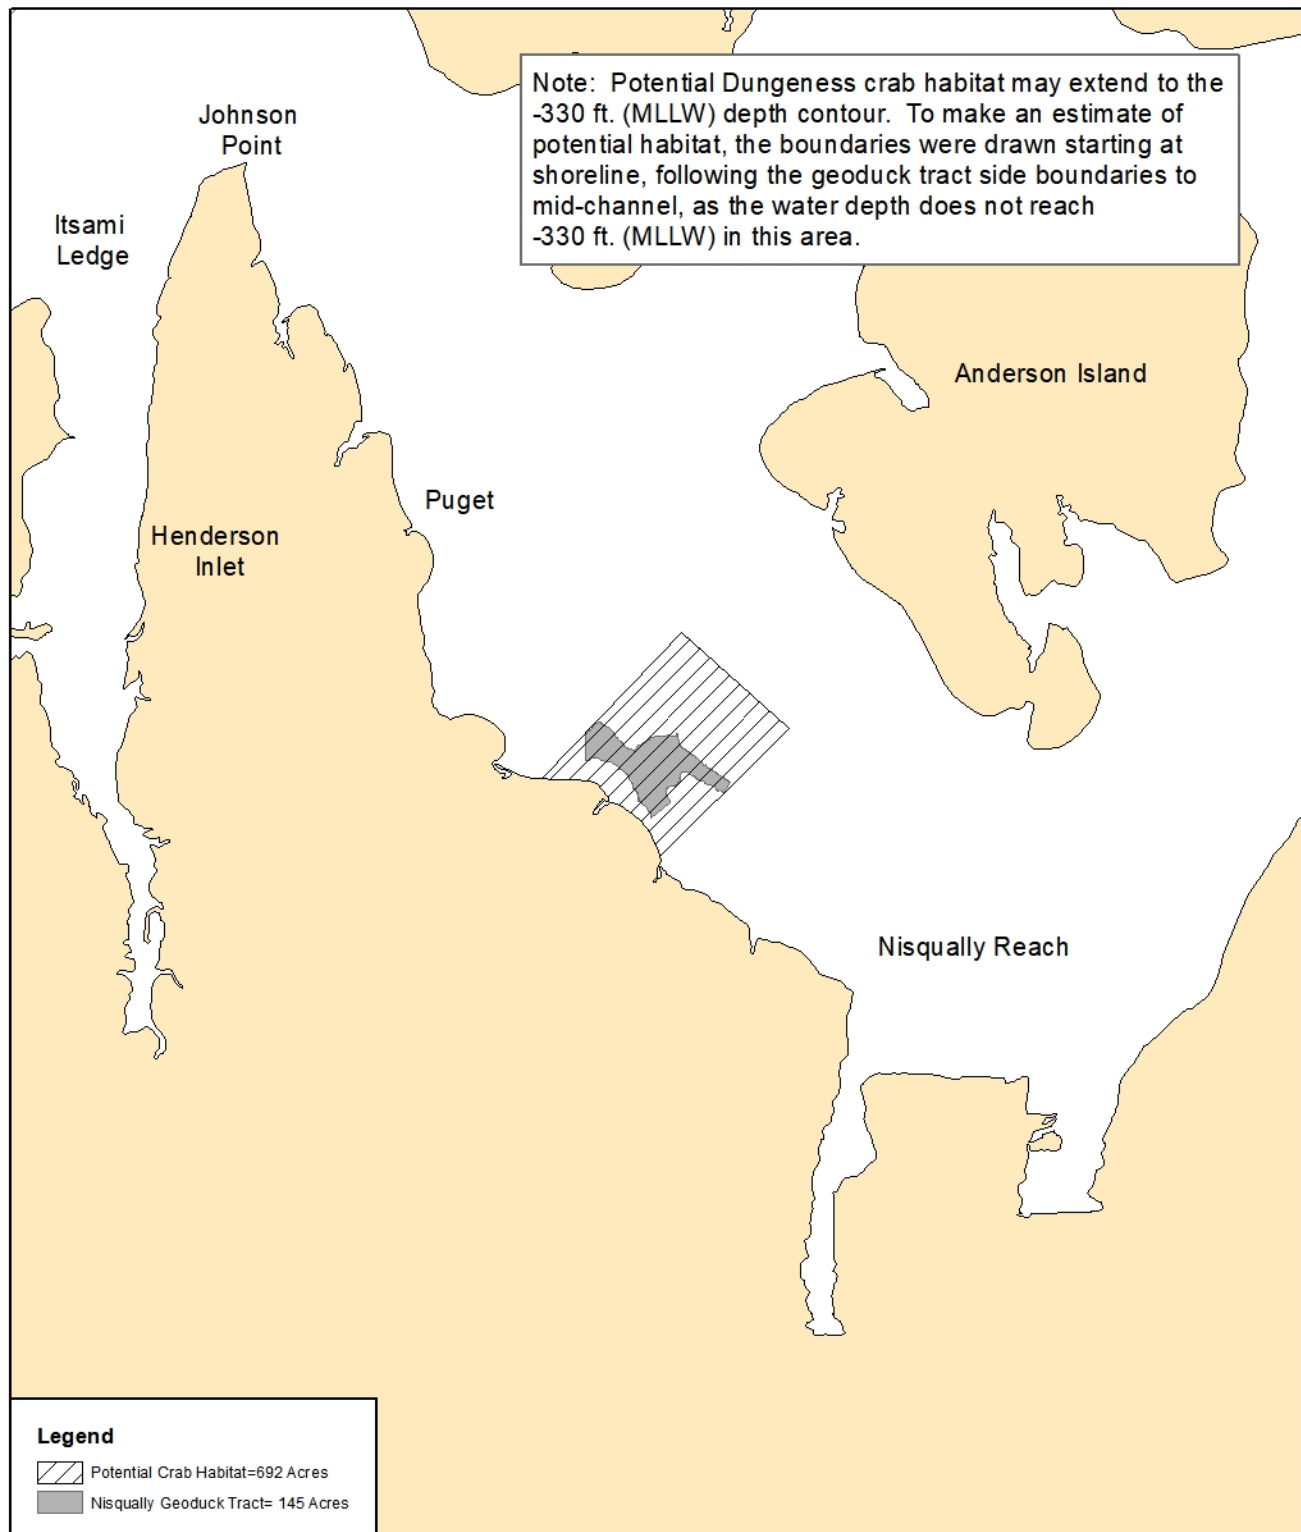 Note: Potential Dungeness crab habitat may extend to the
-330 ft. (MLLW) depth contour. To make an estimate of
potential habitat, the boundaries were drawn starting at
shoreline, following the geoduck tract side boundaries to
mid-channel, as the water depth does not reach
-330 ft. (MLLW) in this area.
Johnson
Point
Itsami
Ledge
Anderson Island
Puget
Henderson
Inlet
Nisqually Reach
Legend
Potential Crab Habitat=692 Acres
Nisqually Geoduck Tract= 145 Acres